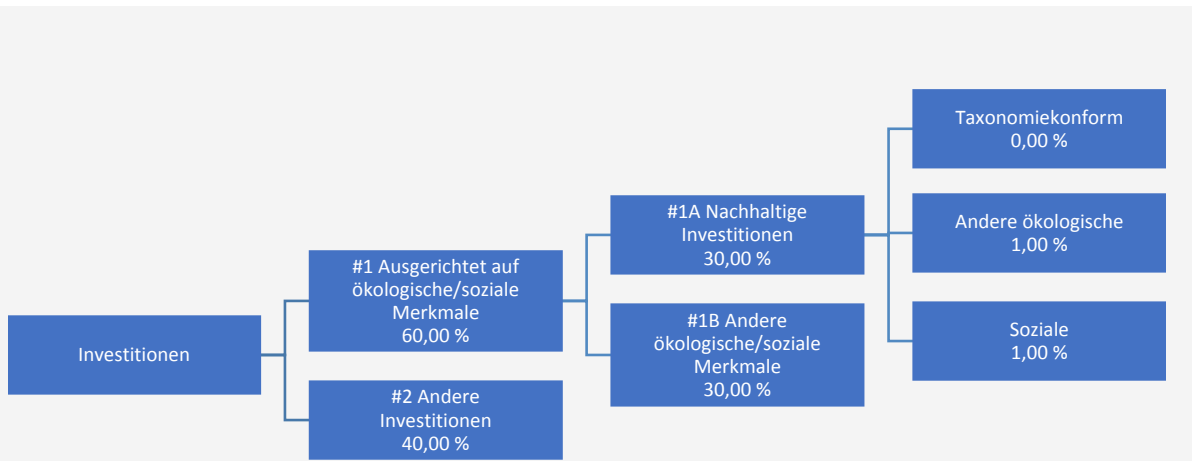 Investitionen
#1 Ausgerichtet auf
ökologische/soziale
Merkmale
60,00 %
#2 Andere
Investitionen
40,00 %
#1A Nachhaltige
Investitionen
30,00 %
#1B Andere
ökologische/soziale
Merkmale
30,00 %
Taxonomiekonform
0,00 %
Andere ökologische
1,00 %
Soziale
1,00 %